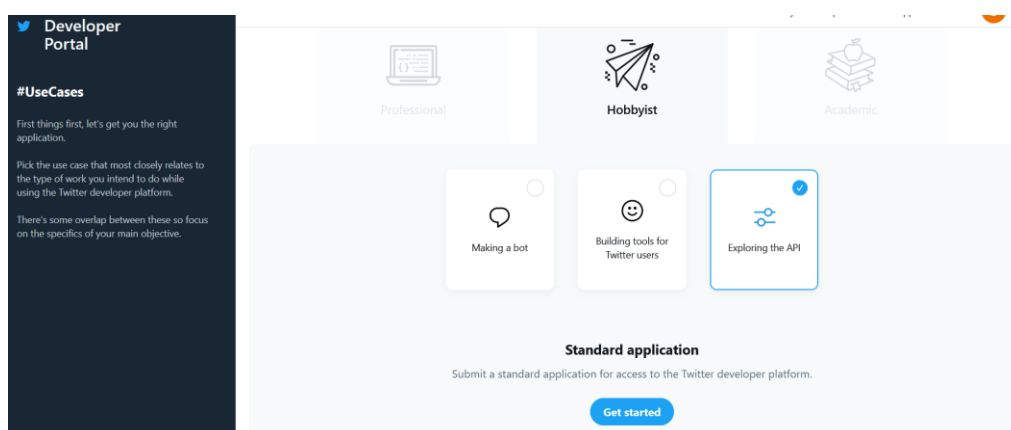 Developer
Portal
#UseCases
First things first, let's get you the right
application.
Pick the use case that most closely relates to
the type of work you intend to do while
using the Twitter developer platform.
There's some overlap between these so focus
on the specifics of your main objective.
Professional
Hobbyist
Academic
Making a bot
Building tools for
Twitter users
Exploring the API
Standard application
Submit a standard application for access to the Twitter developer platform.
Get started